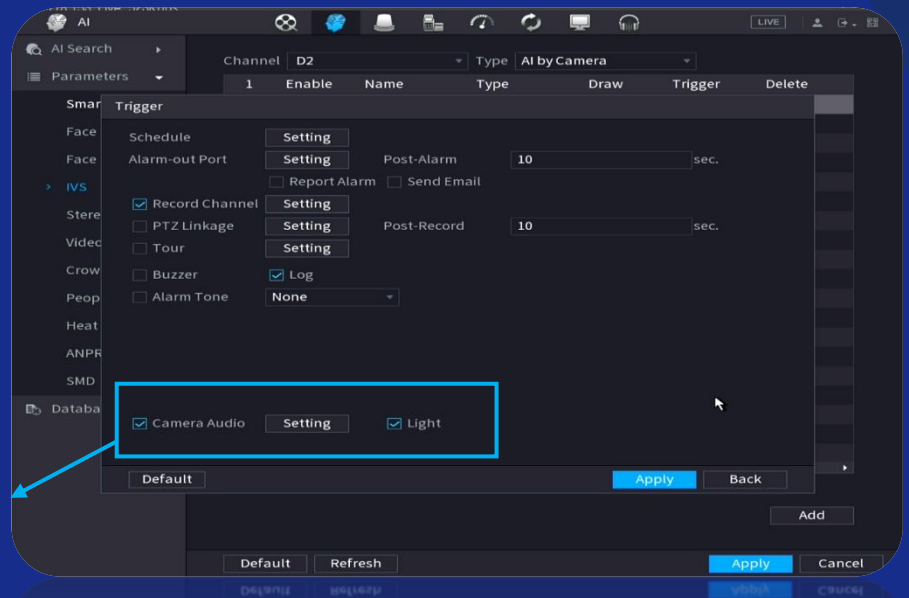 AI
LIVE
AI Search
Parameters
Channel D2 Type AI by Camera
1 Enable Name Type Draw Trigger Delete
Smar
Face
Face
IVS
Stere
Videc
Crow
Peop
Heat
ANPR
SMD
Databa
Trigger
Schedule Setting
Alarm-out Port Setting Post-Alarm 10 sec.
Report Alarm Send Email
Record Channel Setting
PTZ Linkage Setting Post-Record 10 sec.
Tour Setting
Buzzer Log
Alarm Tone None
Camera Audio Setting Light
Default Apply Back
Add
Default Refresh Apply Cancel